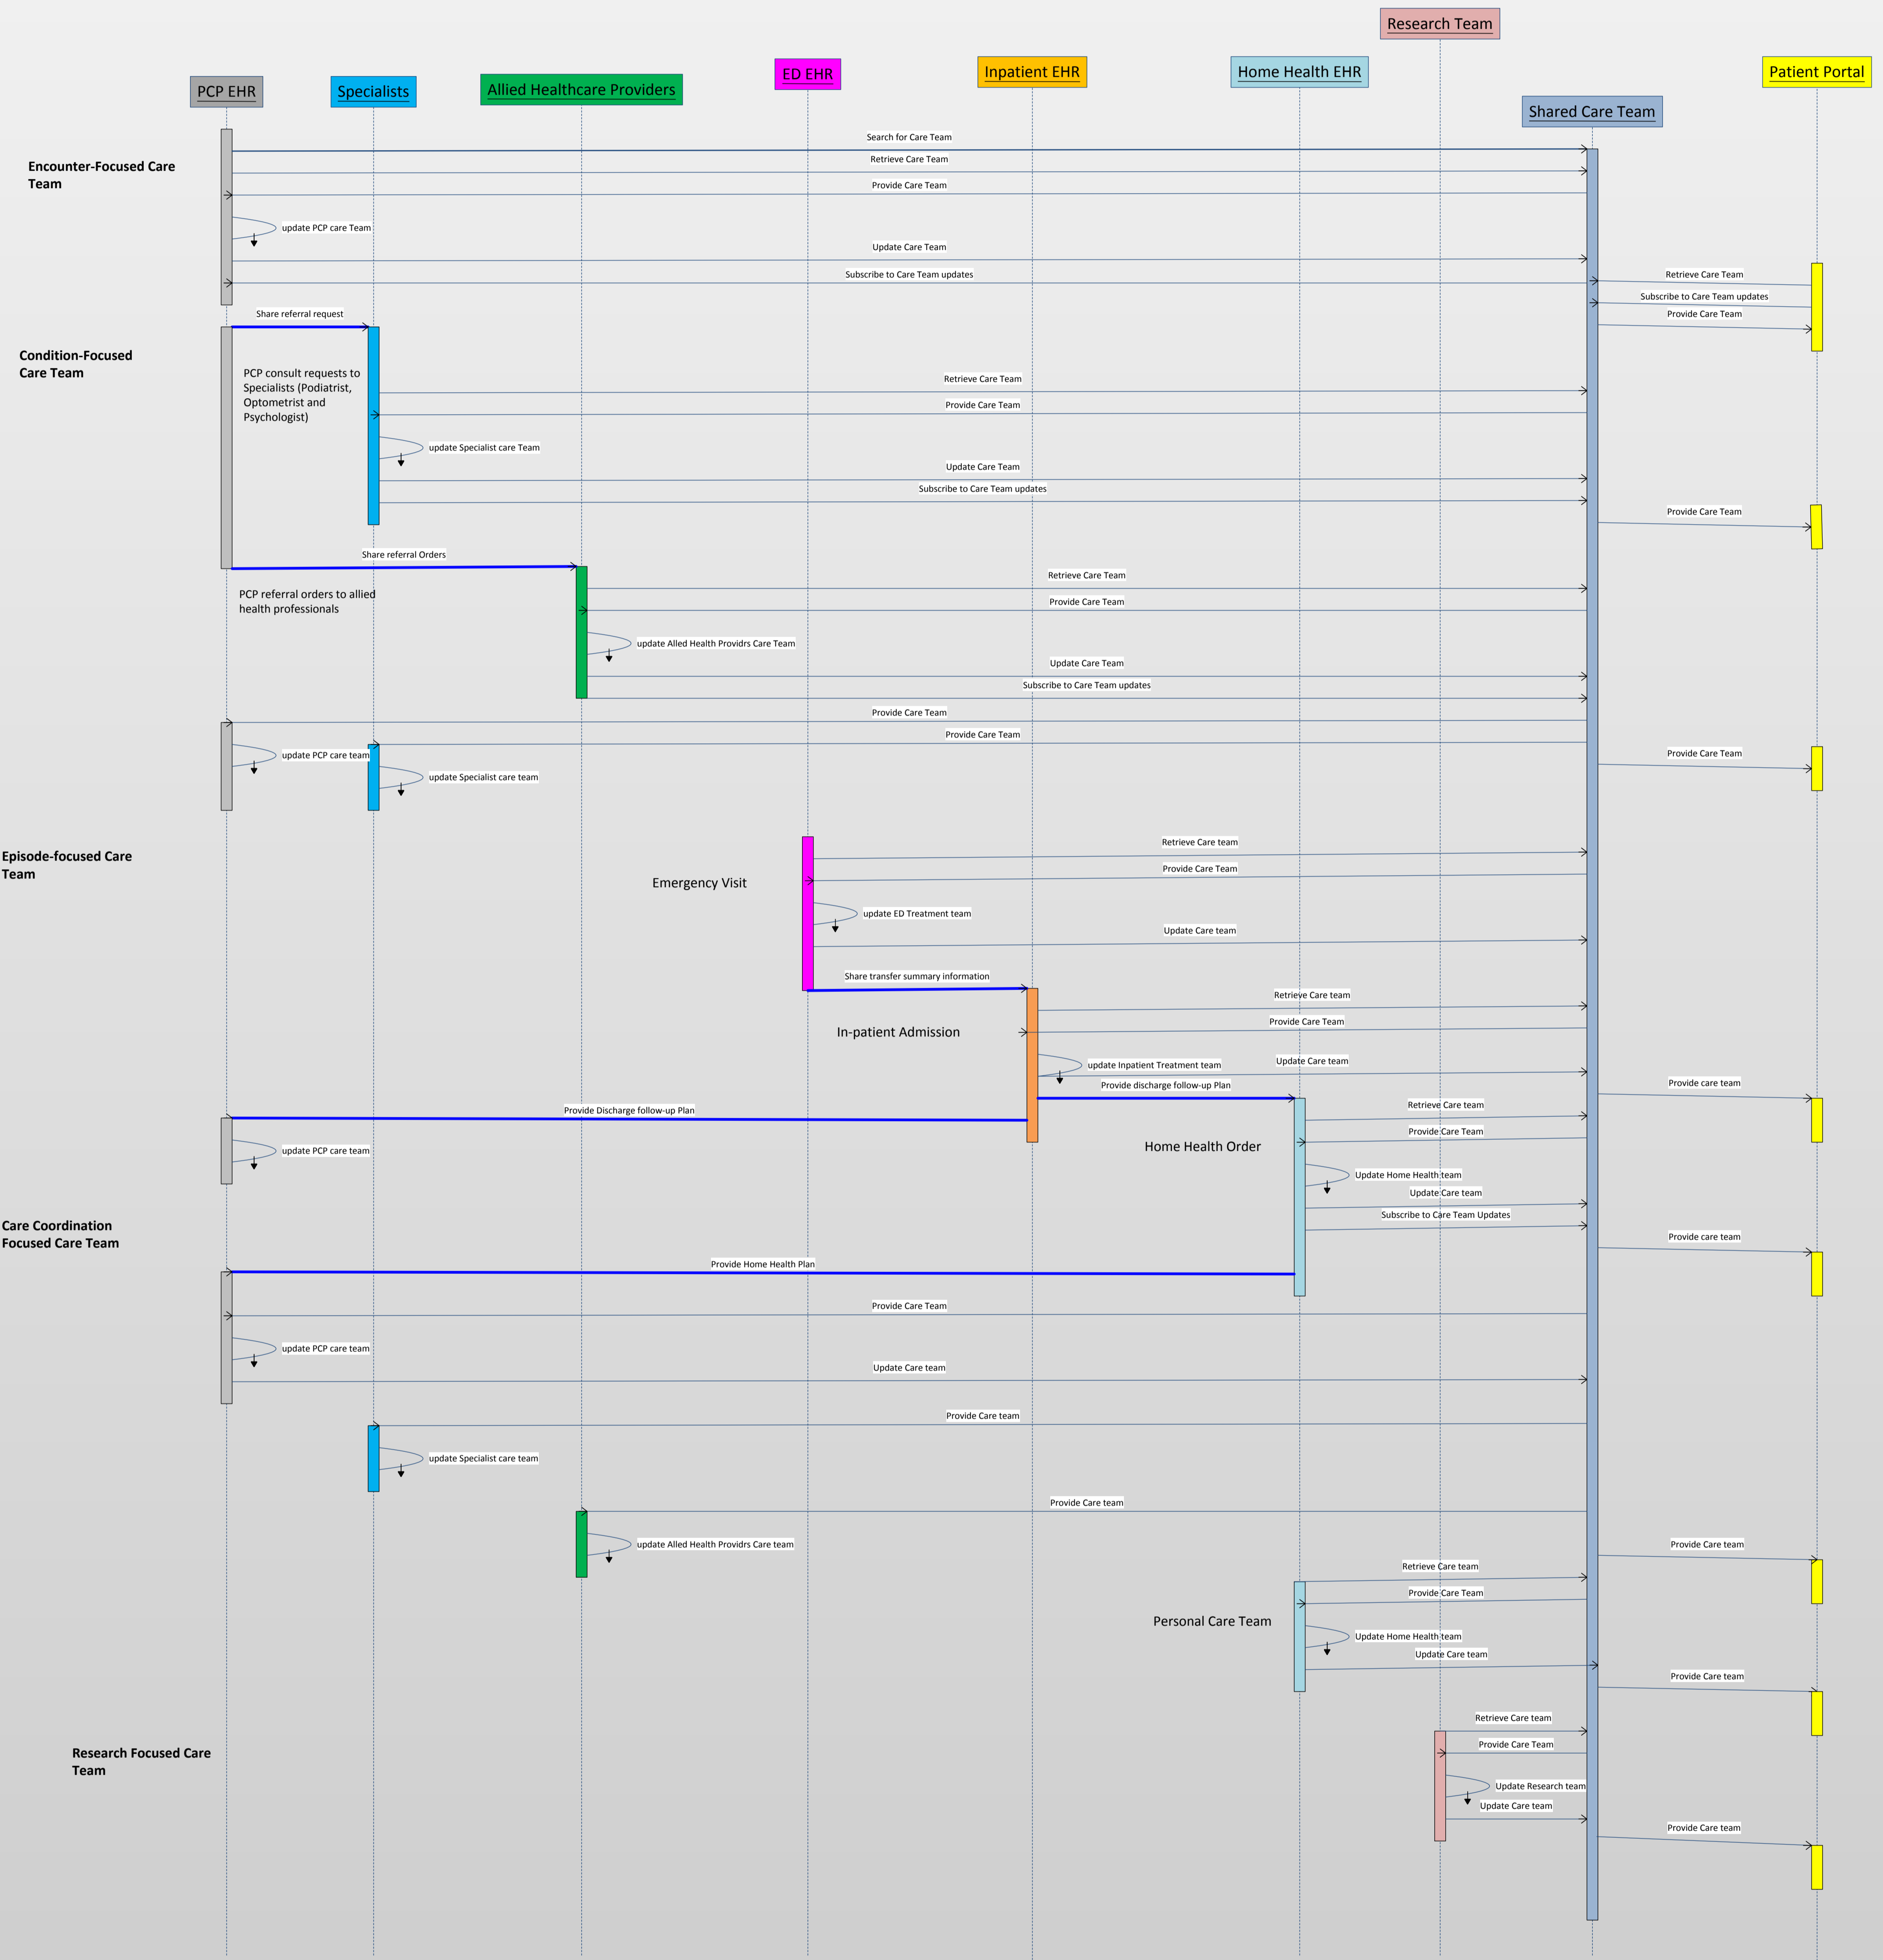 Research Team
Inpatient EHR
Home Health EHR
Patient Portal
ED EHR
PCP EHR
Specialists
Allied Healthcare Providers
Shared Care Team
Search for Care Team
Retrieve Care Team
Encounter-Focused Care
Team
Provide Care Team
update PCP care Team
Update Care Team
Subscribe to Care Team updates
Retrieve Care Team
Subscribe to Care Team updates
Share referral request
Provide Care Team
Condition-Focused
Care Team
PCP consult requests to
Specialists (Podiatrist,
Optometrist and
Psychologist)
Retrieve Care Team
Provide Care Team
update Specialist care Team
Update Care Team
Subscribe to Care Team updates
Provide Care Team
Share referral Orders
Retrieve Care Team
PCP referral orders to allied
health professionals
Provide Care Team
update Alled Health Providrs Care Team
Update Care Team
Subscribe to Care Team updates
Provide Care Team
Provide Care Team
update PCP care team
Provide Care Team
update Specialist care team
Retrieve Care team
Episode-focused Care
Team
Provide Care Team
Emergency Visit
update ED Treatment team
Update Care team
Share transfer summary information
Retrieve Care team
Provide Care Team
In-patient Admission
Update Care team
update Inpatient Treatment team
Provide discharge follow-up Plan
Provide care team
Provide Discharge follow-up Plan
Retrieve Care team
Provide Care Team
Home Health Order
update PCP care team
Update Home Health team
Update Care team
Subscribe to Care Team Updates
Care Coordination
Focused Care Team
Provide care team
Provide Home Health Plan
Provide Care Team
update PCP care team
Update Care team
Provide Care team
update Specialist care team
Provide Care team
update Alled Health Providrs Care team
Provide Care team
Retrieve Care team
Provide Care Team
Personal Care Team
Update Home Health team
Update Care team
Provide Care team
Retrieve Care team
Provide Care Team
Research Focused Care
Team
Update Research team
Update Care team
Provide Care team